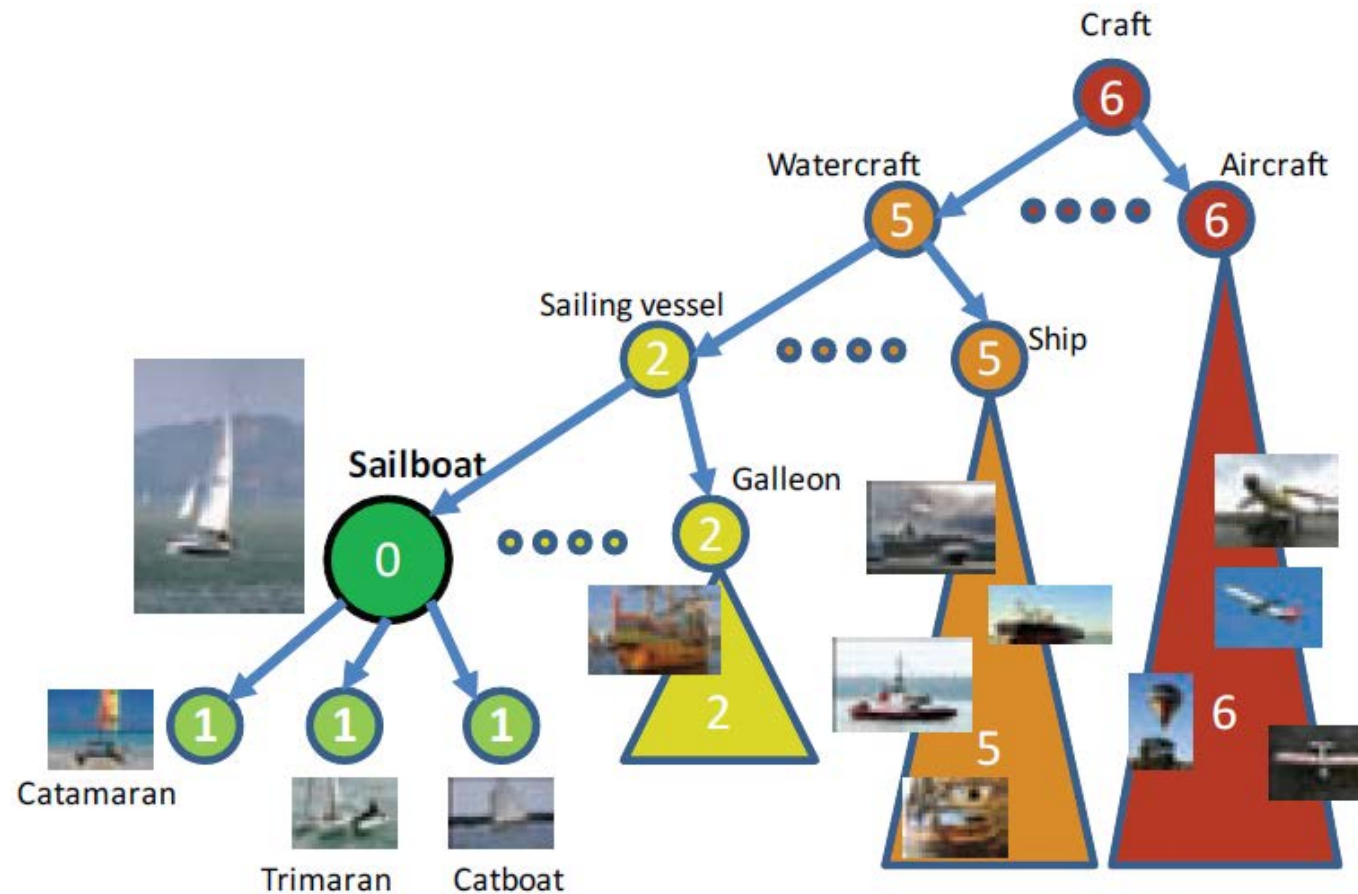 Craft
6
Watercraft
Aircraft
5
6
Sailing vessel
2
Ship
5
Sailboat
Galleon
0
2
1
1
1
2
5
6
Catamaran
Trimaran
Catboat